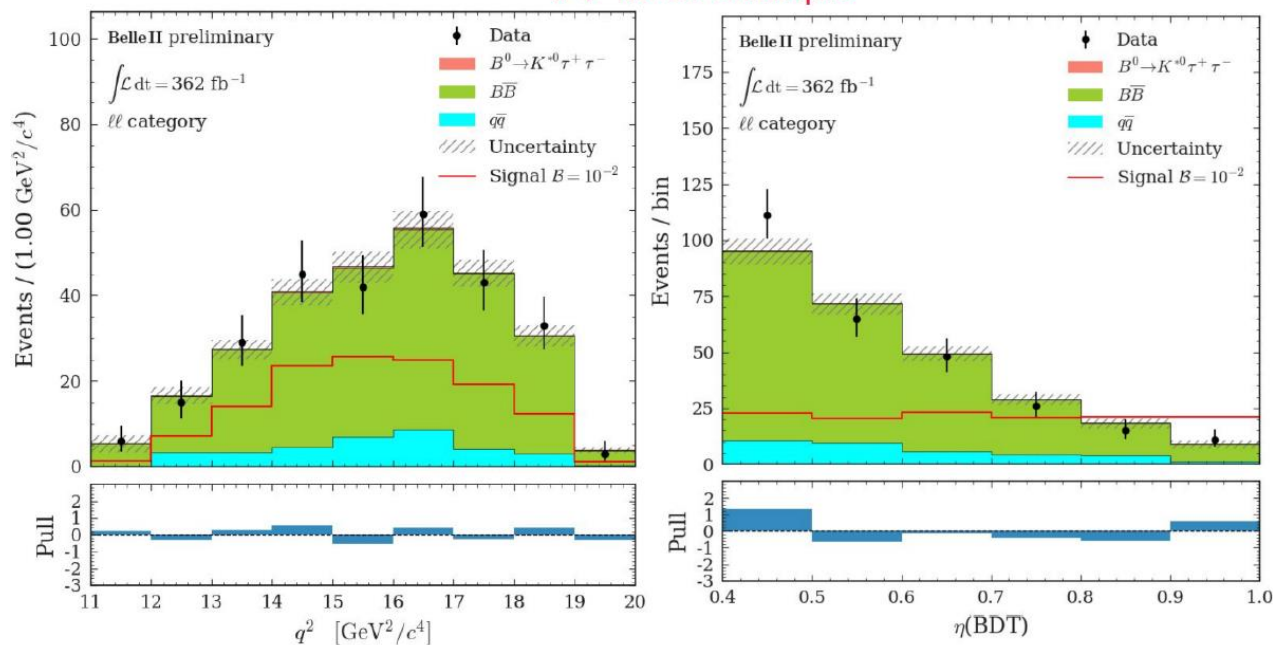 Belle II preliminary
∫ℒ dt = 362 fb⁻¹
ℓℓ category
Data
B⁰→K*⁰τ⁺τ⁻
BB̅
qq̅
Uncertainty
Signal ℬ = 10⁻²
Events / (1.00 GeV²/c⁴)
100
80
60
40
20
0
Pull
2
1
0
-1
-2
-3
11 12 13 14 15 16 17 18 19 20
q² [GeV²/c⁴]
Belle II preliminary
∫ℒ dt = 362 fb⁻¹
ℓℓ category
Data
B⁰→K*⁰τ⁺τ⁻
BB̅
qq̅
Uncertainty
Signal ℬ = 10⁻²
Events / bin
175
150
125
100
75
50
25
0
Pull
2
1
0
-1
-2
-3
0.4 0.5 0.6 0.7 0.8 0.9 1.0
η(BDT)